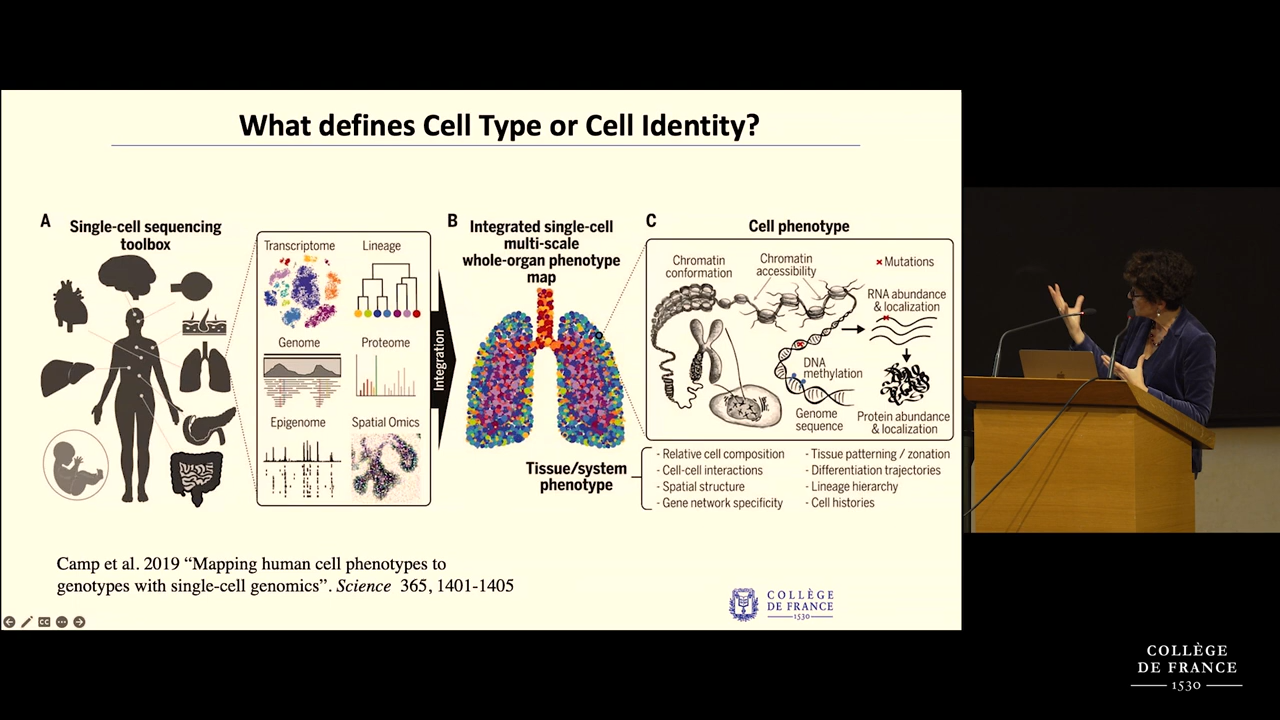 What defines Cell Type or Cell Identity?
A
Single-cell sequencing
toolbox
Transcriptome
Lineage
Genome
Proteome
Epigenome
Spatial Omics
Integration
B
Integrated single-cell
multi-scale
whole-organ phenotype
map
Tissue/system
phenotype
C
Cell phenotype
Chromatin
conformation
Chromatin
accessibility
× Mutations
RNA abundance
& localization
DNA
methylation
Genome
sequence
Protein abundance
& localization
- Relative cell composition
- Cell-cell interactions
- Spatial structure
- Gene network specificity
- Tissue patterning / zonation
- Differentiation trajectories
- Lineage hierarchy
- Cell histories
Camp et al. 2019 “Mapping human cell phenotypes to
genotypes with single-cell genomics”. Science 365, 1401-1405
COLLÈGE
DE FRANCE
1530
CC
COLLÈGE
DE FRANCE
1530